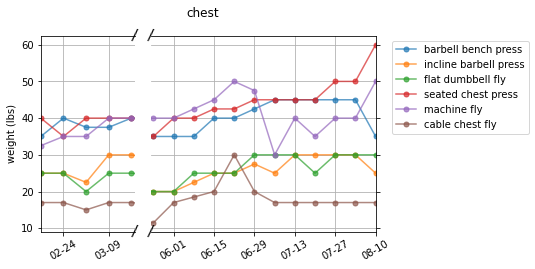 chest
weight (lbs)
60
50
40
30
20
10
02-24
03-09
06-01
06-15
06-29
07-13
07-27
08-10
barbell bench press
incline barbell press
flat dumbbell fly
seated chest press
machine fly
cable chest fly